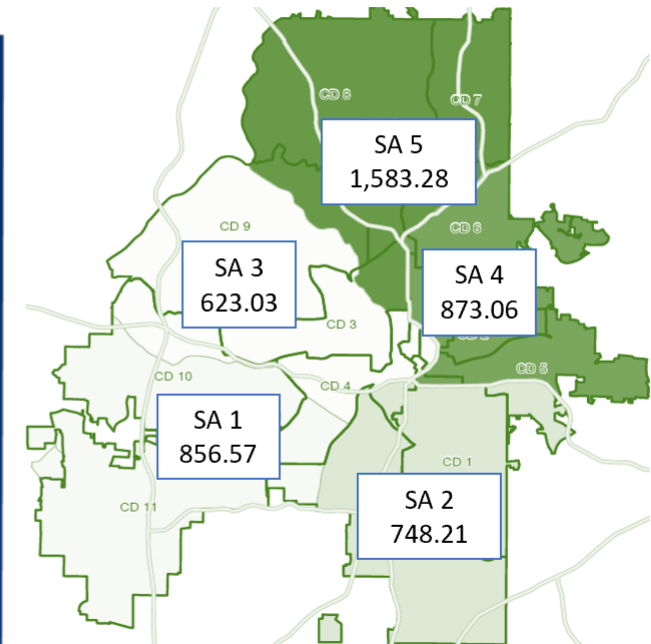 CD 8
CD 7
SA 5
1,583.28
CD 9
CD 6
SA 3
623.03
SA 4
873.06
CD 3
CD 5
CD 10
CD 4
SA 1
856.57
CD 1
SA 2
748.21
CD 11